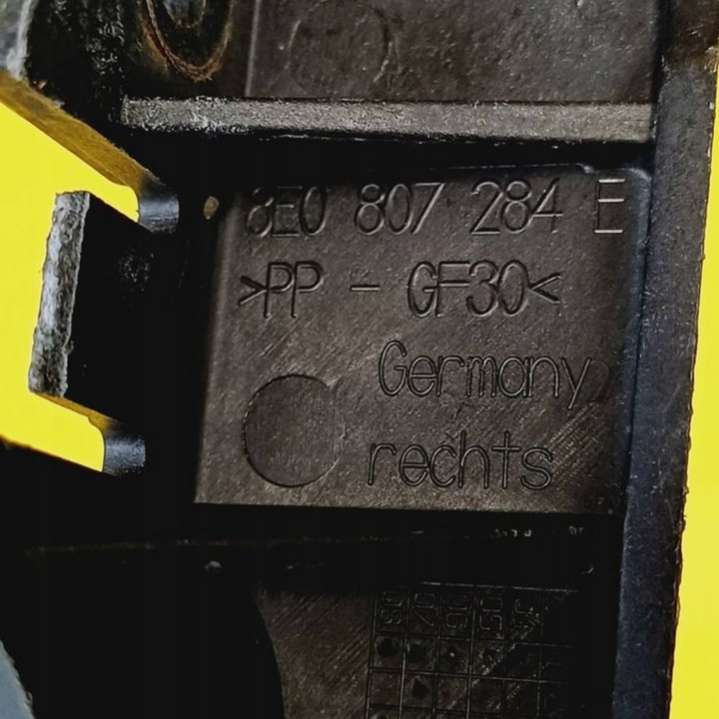 8E0 807 284 E
>PP - GF30<
Germany
rechts